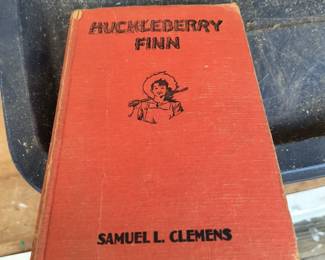 HUCKLEBERRY
FINN
SAMUEL L. CLEMENS